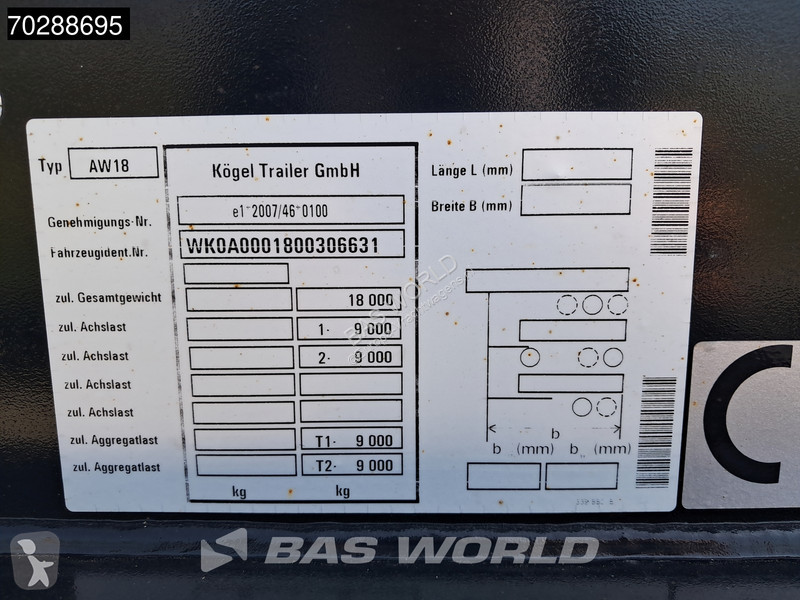 70288695
Typ AW18
Kögel Trailer GmbH
Länge L (mm)
Breite B (mm)
Genehmigungs-Nr. e1*2007/46*0100
Fahrzeugident.Nr. WK0A0001800306631
zul. Gesamtgewicht 18 000
zul. Achslast 1- 9 000
zul. Achslast 2- 9 000
zul. Achslast
zul. Achslast
zul. Aggregatlast T1- 9 000
zul. Aggregatlast T2- 9 000
kg kg
b
b (mm) b (mm)
BAS WORLD
BAS WORLD
C